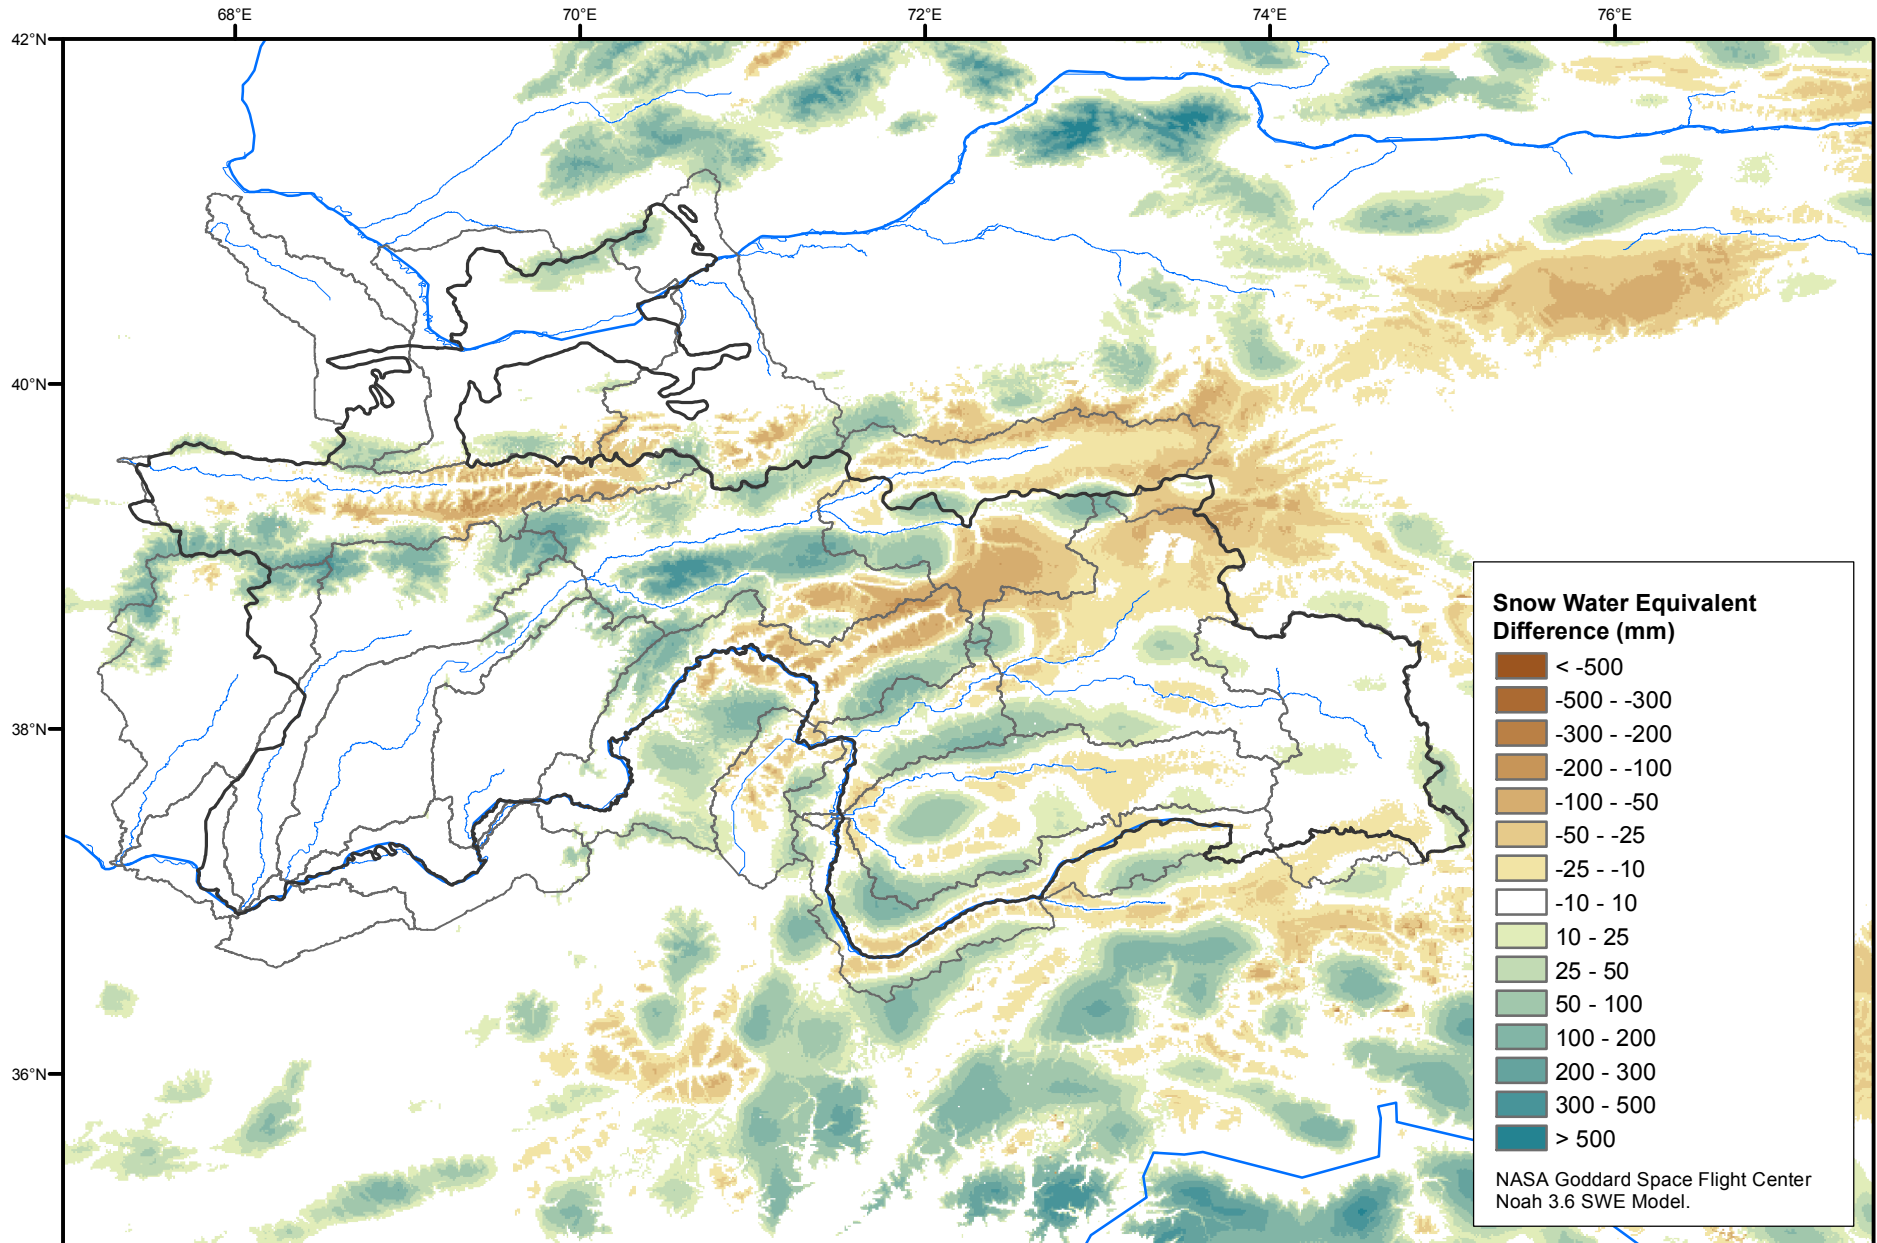 68°E 70°E 72°E 74°E 76°E
42°N
40°N
38°N
36°N
Snow Water Equivalent
Difference (mm)
< -500
-500 - -300
-300 - -200
-200 - -100
-100 - -50
-50 - -25
-25 - -10
-10 - 10
10 - 25
25 - 50
50 - 100
100 - 200
200 - 300
300 - 500
> 500
NASA Goddard Space Flight Center
Noah 3.6 SWE Model.